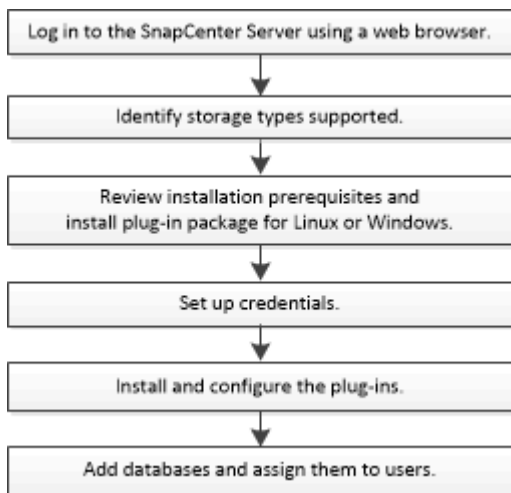 Log in to the SnapCenter Server using a web browser.
Identify storage types supported.
Review installation prerequisites and
install plug-in package for Linux or Windows.
Set up credentials.
Install and configure the plug-ins.
Add databases and assign them to users.